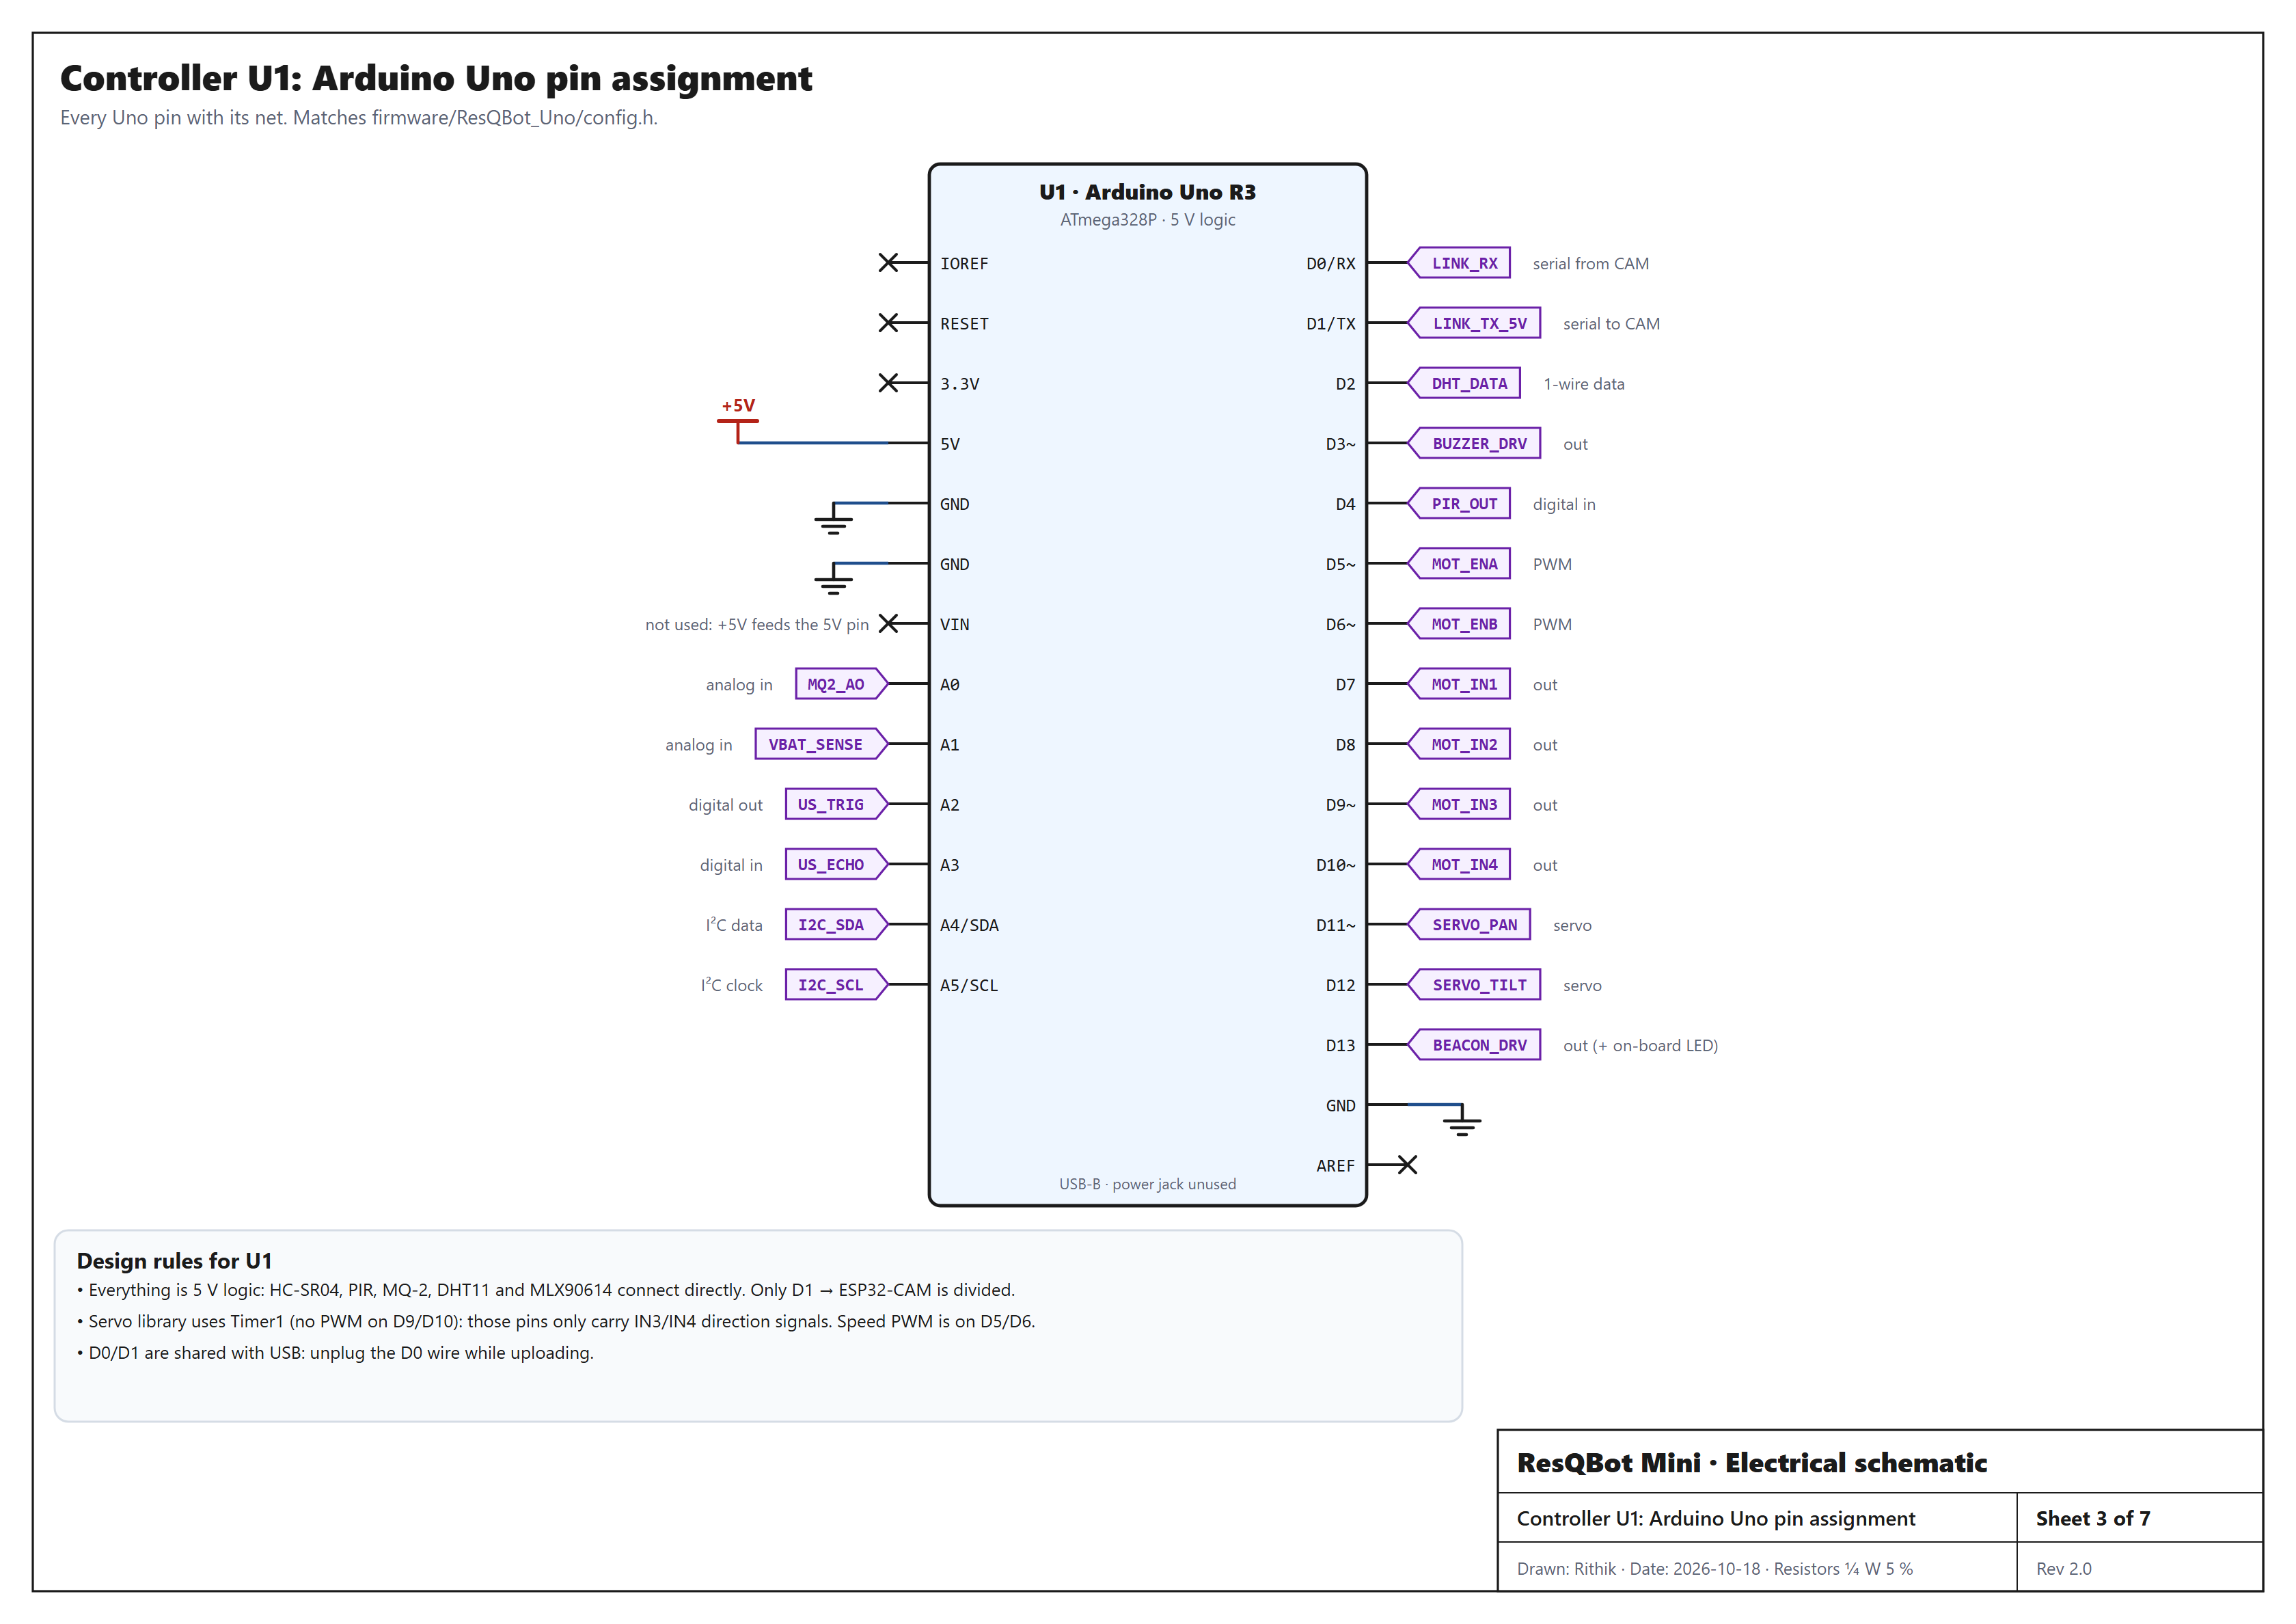 Controller U1: Arduino Uno pin assignment
Every Uno pin with its net. Matches firmware/ResQBot_Uno/config.h.
U1 · Arduino Uno R3
ATmega328P · 5 V logic
IOREF
RESET
3.3V
+5V
5V
GND
GND
not used: +5V feeds the 5V pin
VIN
analog in MQ2_AO A0
analog in VBAT_SENSE A1
digital out US_TRIG A2
digital in US_ECHO A3
I²C data I2C_SDA A4/SDA
I²C clock I2C_SCL A5/SCL
D0/RX LINK_RX serial from CAM
D1/TX LINK_TX_5V serial to CAM
D2 DHT_DATA 1-wire data
D3~ BUZZER_DRV out
D4 PIR_OUT digital in
D5~ MOT_ENA PWM
D6~ MOT_ENB PWM
D7 MOT_IN1 out
D8 MOT_IN2 out
D9~ MOT_IN3 out
D10~ MOT_IN4 out
D11~ SERVO_PAN servo
D12 SERVO_TILT servo
D13 BEACON_DRV out (+ on-board LED)
GND
AREF
USB-B · power jack unused
Design rules for U1
• Everything is 5 V logic: HC-SR04, PIR, MQ-2, DHT11 and MLX90614 connect directly. Only D1 → ESP32-CAM is divided.
• Servo library uses Timer1 (no PWM on D9/D10): those pins only carry IN3/IN4 direction signals. Speed PWM is on D5/D6.
• D0/D1 are shared with USB: unplug the D0 wire while uploading.
ResQBot Mini · Electrical schematic
Controller U1: Arduino Uno pin assignment
Sheet 3 of 7
Drawn: Rithik · Date: 2026-10-18 · Resistors ¼ W 5 %
Rev 2.0